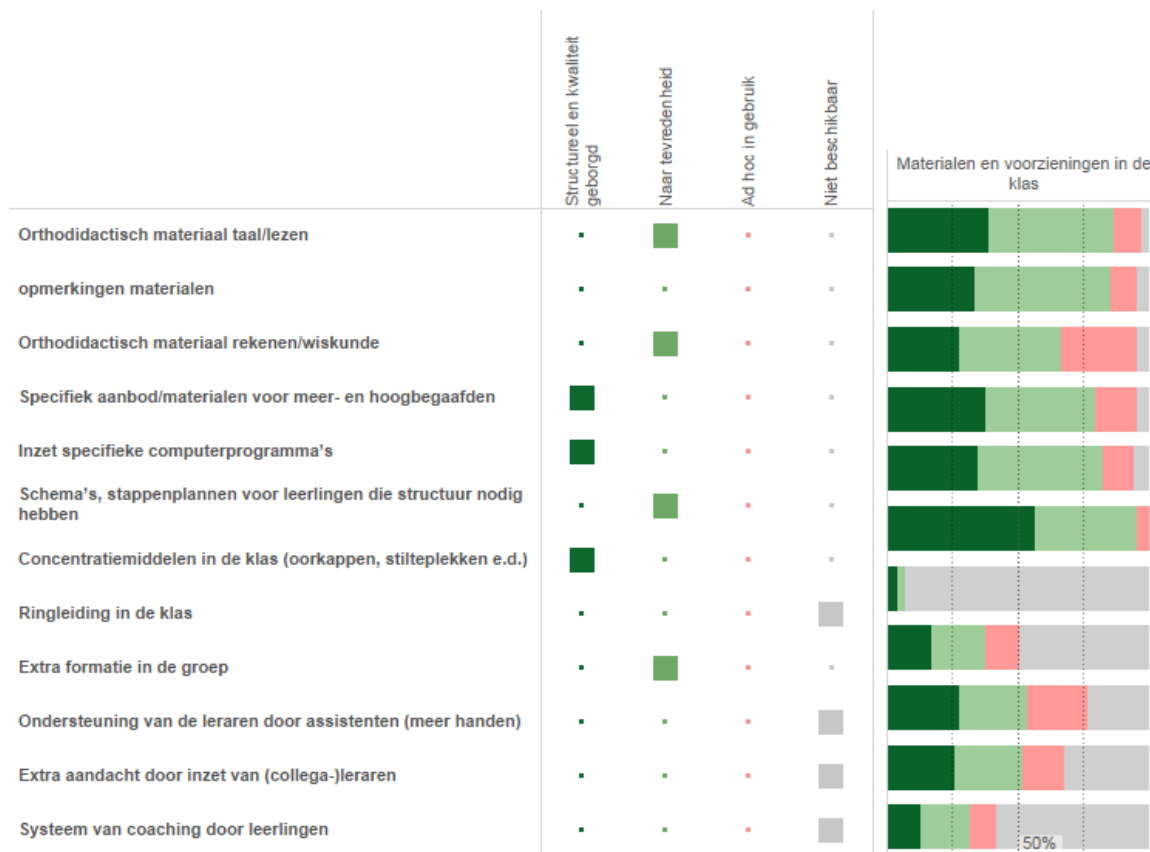 Structureel en kwaliteit
geborgd
Naar tevredenheid
Ad hoc in gebruik
Niet beschikbaar
Materialen en voorzieningen in de
klas
Orthodidactisch materiaal taal/lezen
opmerkingen materialen
Orthodidactisch materiaal rekenen/wiskunde
Specifiek aanbod/materialen voor meer- en hoogbegaafden
Inzet specifieke computerprogramma's
Schema's, stappenplannen voor leerlingen die structuur nodig
hebben
Concentratiemiddelen in de klas (oorkappen, stilteplekken e.d.)
Ringleiding in de klas
Extra formatie in de groep
Ondersteuning van de leraren door assistenten (meer handen)
Extra aandacht door inzet van (collega-)leraren
Systeem van coaching door leerlingen
50%